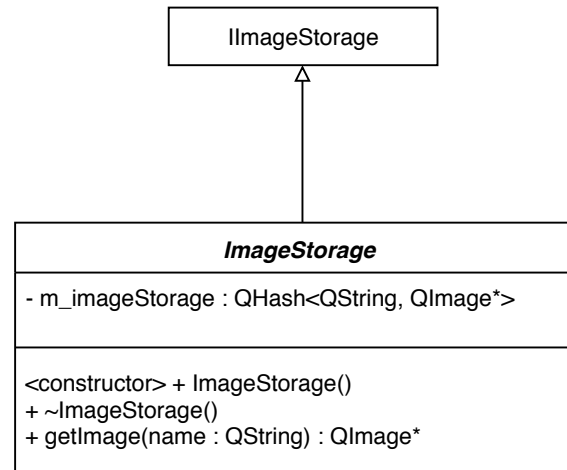 IImageStorage
ImageStorage
- m_imageStorage : QHash<QString, QImage*>
<constructor> + ImageStorage()
+ ~ImageStorage()
+ getImage(name : QString) : QImage*